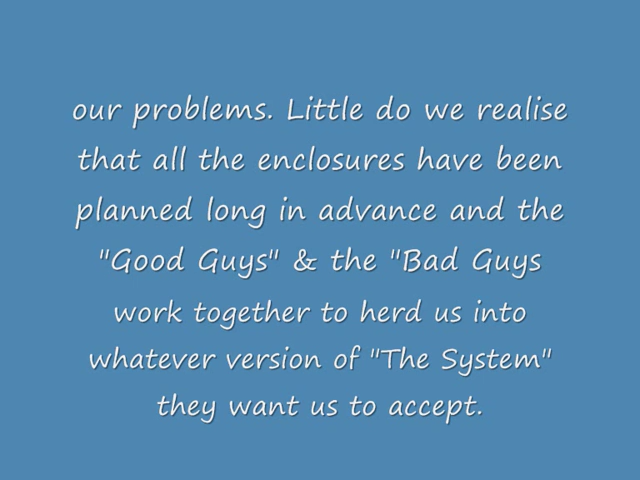 our problems. Little do we realise
that all the enclosures have been
planned long in advance and the
"Good Guys" & the "Bad Guys
work together to herd us into
whatever version of "The System"
they want us to accept.